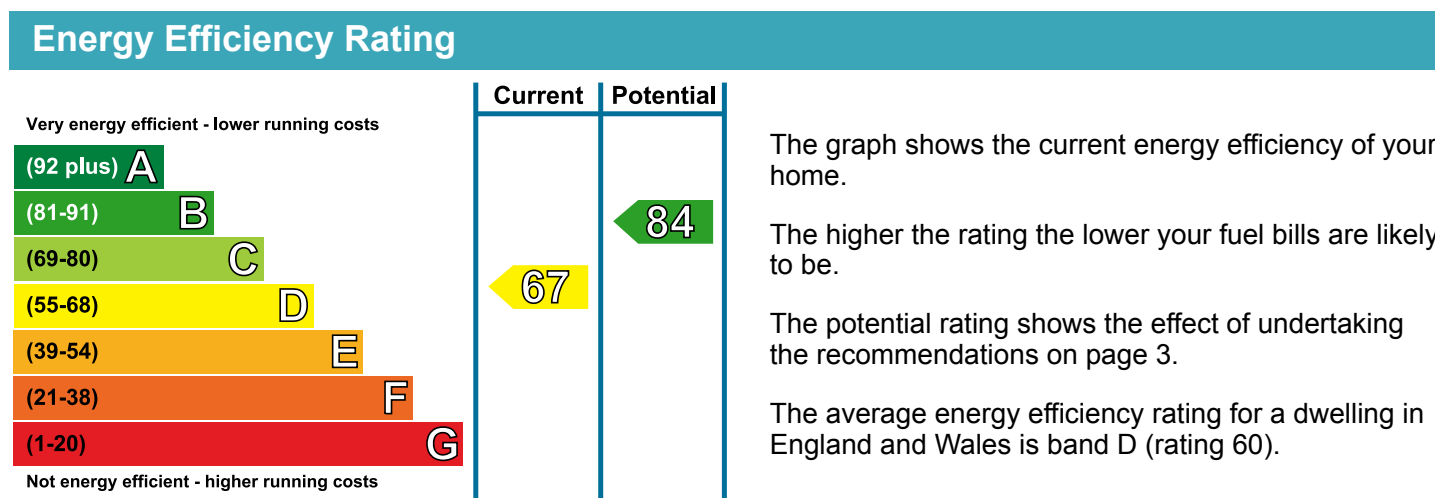 Energy Efficiency Rating
Current Potential
Very energy efficient - lower running costs
(92 plus) A
(81-91) B
84
(69-80) C
67
(55-68) D
(39-54) E
(21-38) F
(1-20) G
Not energy efficient - higher running costs
The graph shows the current energy efficiency of your
home.
The higher the rating the lower your fuel bills are likely
to be.
The potential rating shows the effect of undertaking
the recommendations on page 3.
The average energy efficiency rating for a dwelling in
England and Wales is band D (rating 60).